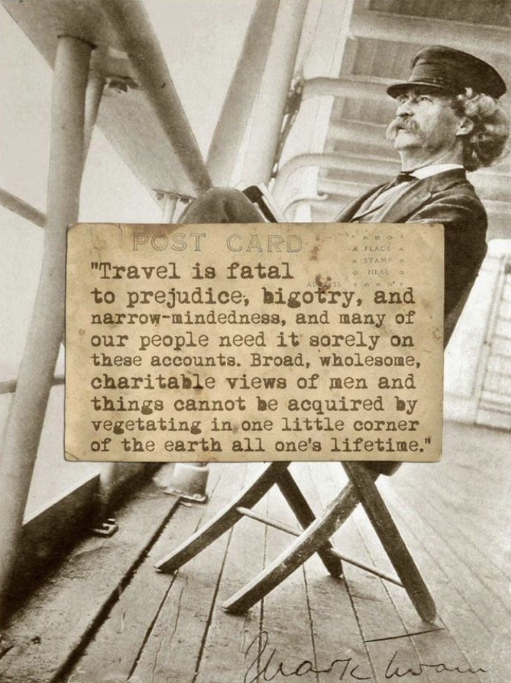 POST CARD
PLACE
STAMP
HERE
"Travel is fatal
to prejudice, bigotry, and
narrow-mindedness, and many of
our people need it sorely on
these accounts. Broad, wholesome,
charitable views of men and
things cannot be acquired by
vegetating in one little corner
of the earth all one's lifetime."
Mark Twain